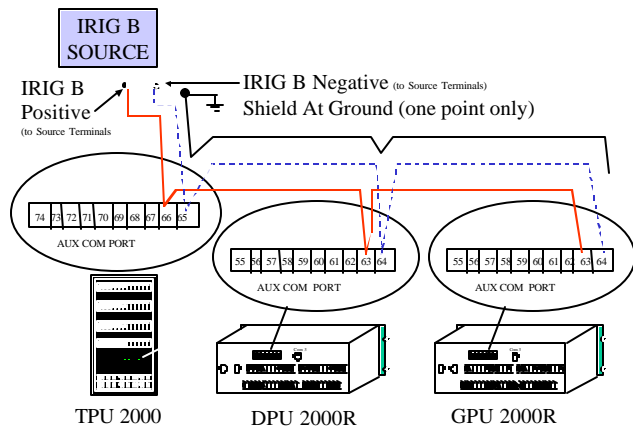 IRIG B
SOURCE
IRIG B
Positive
(to Source Terminals
IRIG B Negative (to Source Terminals)
Shield At Ground (one point only)
74 73 72 71 70 69 68 67 66 65
AUX COM PORT
55 56 57 58 59 60 61 62 63 64
AUX COM PORT
55 56 57 58 59 60 61 62 63 64
AUX COM PORT
TPU 2000
DPU 2000R
GPU 2000R